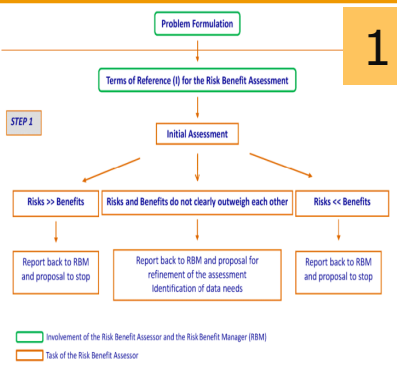 Problem Formulation
1
Terms of Reference (I) for the Risk Benefit Assessment
STEP 1
Initial Assessment
Risks >> Benefits
Risks and Benefits do not clearly outweigh each other
Risks << Benefits
Report back to RBM
and proposal to stop
Report back to RBM and proposal for
refinement of the assessment
Identification of data needs
Report back to RBM
and proposal to stop
Involvement of the Risk Benefit Assessor and the Risk Benefit Manager (RBM)
Task of the Risk Benefit Assessor